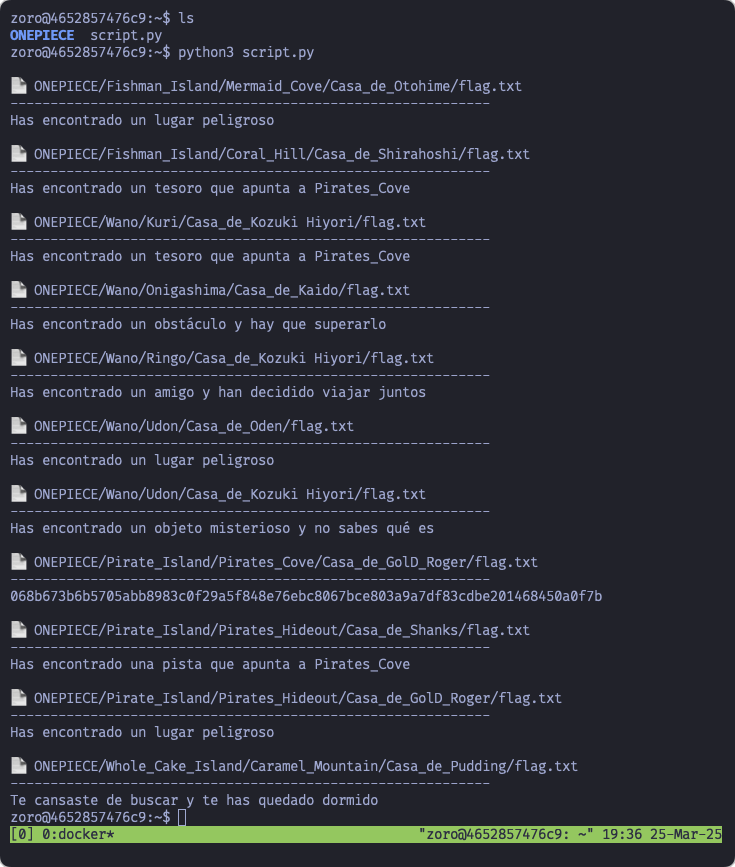 zoro@4652857476c9:~$ ls
ONEPIECE  script.py
zoro@4652857476c9:~$ python3 script.py
ONEPIECE/Fishman_Island/Mermaid_Cove/Casa_de_Otohime/flag.txt
------------------------------------------------------------
Has encontrado un lugar peligroso
ONEPIECE/Fishman_Island/Coral_Hill/Casa_de_Shirahoshi/flag.txt
------------------------------------------------------------
Has encontrado un tesoro que apunta a Pirates_Cove
ONEPIECE/Wano/Kuri/Casa_de_Kozuki Hiyori/flag.txt
------------------------------------------------------------
Has encontrado un tesoro que apunta a Pirates_Cove
ONEPIECE/Wano/Onigashima/Casa_de_Kaido/flag.txt
------------------------------------------------------------
Has encontrado un obstáculo y hay que superarlo
ONEPIECE/Wano/Ringo/Casa_de_Kozuki Hiyori/flag.txt
------------------------------------------------------------
Has encontrado un amigo y han decidido viajar juntos
ONEPIECE/Wano/Udon/Casa_de_Oden/flag.txt
------------------------------------------------------------
Has encontrado un lugar peligroso
ONEPIECE/Wano/Udon/Casa_de_Kozuki Hiyori/flag.txt
------------------------------------------------------------
Has encontrado un objeto misterioso y no sabes qué es
ONEPIECE/Pirate_Island/Pirates_Cove/Casa_de_GolD_Roger/flag.txt
------------------------------------------------------------
068b673b6b5705abb8983c0f29a5f848e76ebc8067bce803a9a7df83cdbe201468450a0f7b
ONEPIECE/Pirate_Island/Pirates_Hideout/Casa_de_Shanks/flag.txt
------------------------------------------------------------
Has encontrado una pista que apunta a Pirates_Cove
ONEPIECE/Pirate_Island/Pirates_Hideout/Casa_de_GolD_Roger/flag.txt
------------------------------------------------------------
Has encontrado un lugar peligroso
ONEPIECE/Whole_Cake_Island/Caramel_Mountain/Casa_de_Pudding/flag.txt
------------------------------------------------------------
Te cansaste de buscar y te has quedado dormido
zoro@4652857476c9:~$
[0] 0:docker* "zoro@4652857476c9: ~" 19:36 25-Mar-25